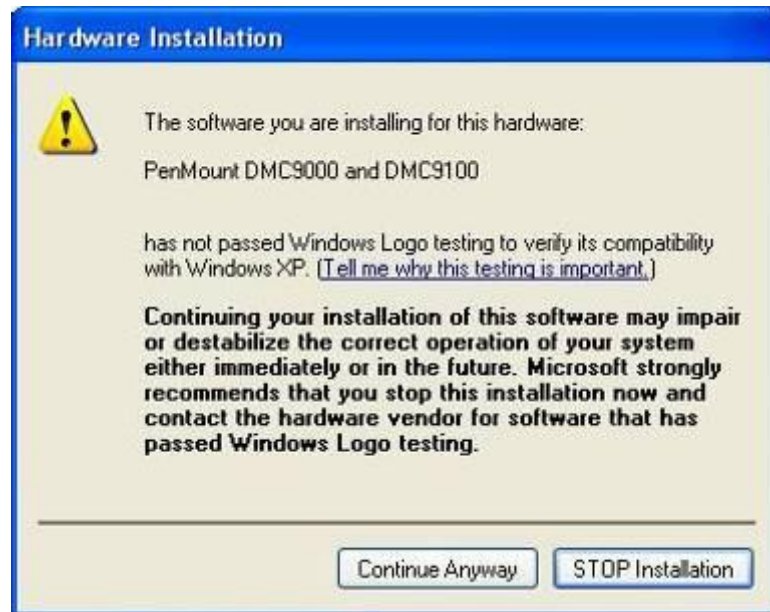 Hardware Installation
The software you are installing for this hardware:
PenMount DMC9000 and DMC9100
has not passed Windows Logo testing to verify its compatibility
with Windows XP. (Tell me why this testing is important.)
Continuing your installation of this software may impair
or destabilize the correct operation of your system
either immediately or in the future. Microsoft strongly
recommends that you stop this installation now and
contact the hardware vendor for software that has
passed Windows Logo testing.
Continue Anyway
STOP Installation